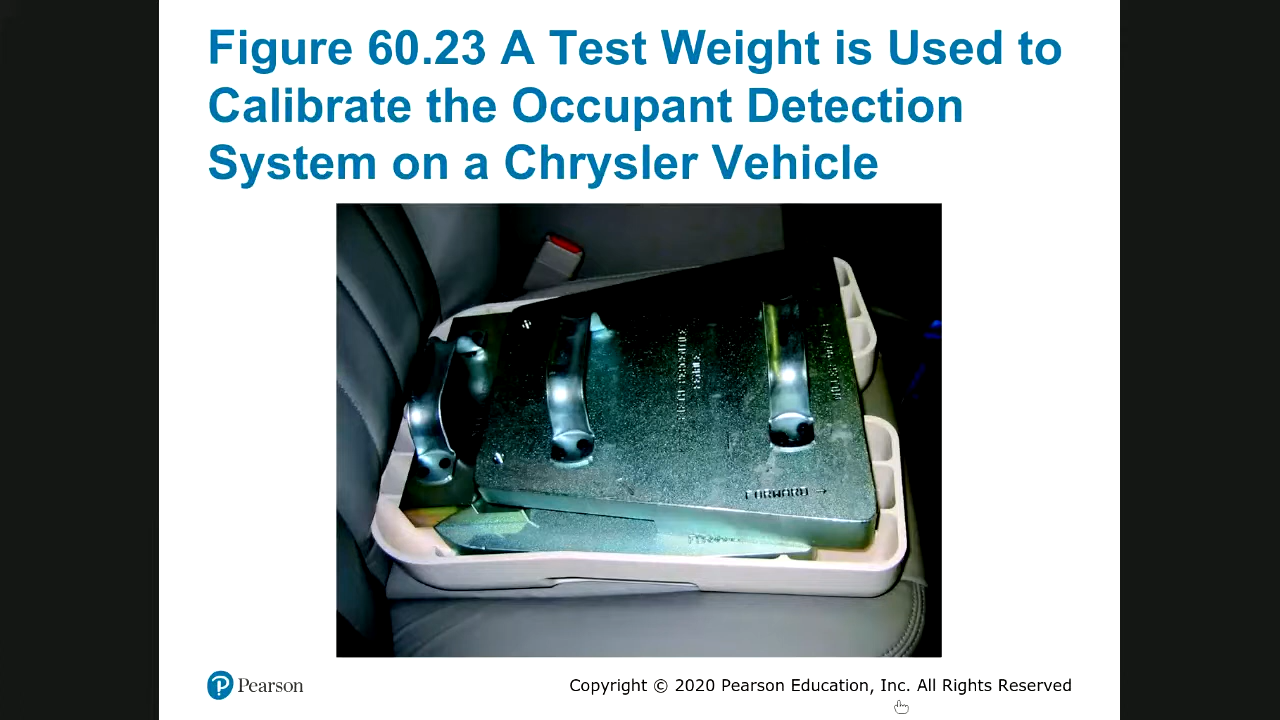 Figure 60.23 A Test Weight is Used to
Calibrate the Occupant Detection
System on a Chrysler Vehicle
FORWARD →
Pearson
Copyright © 2020 Pearson Education, Inc. All Rights Reserved